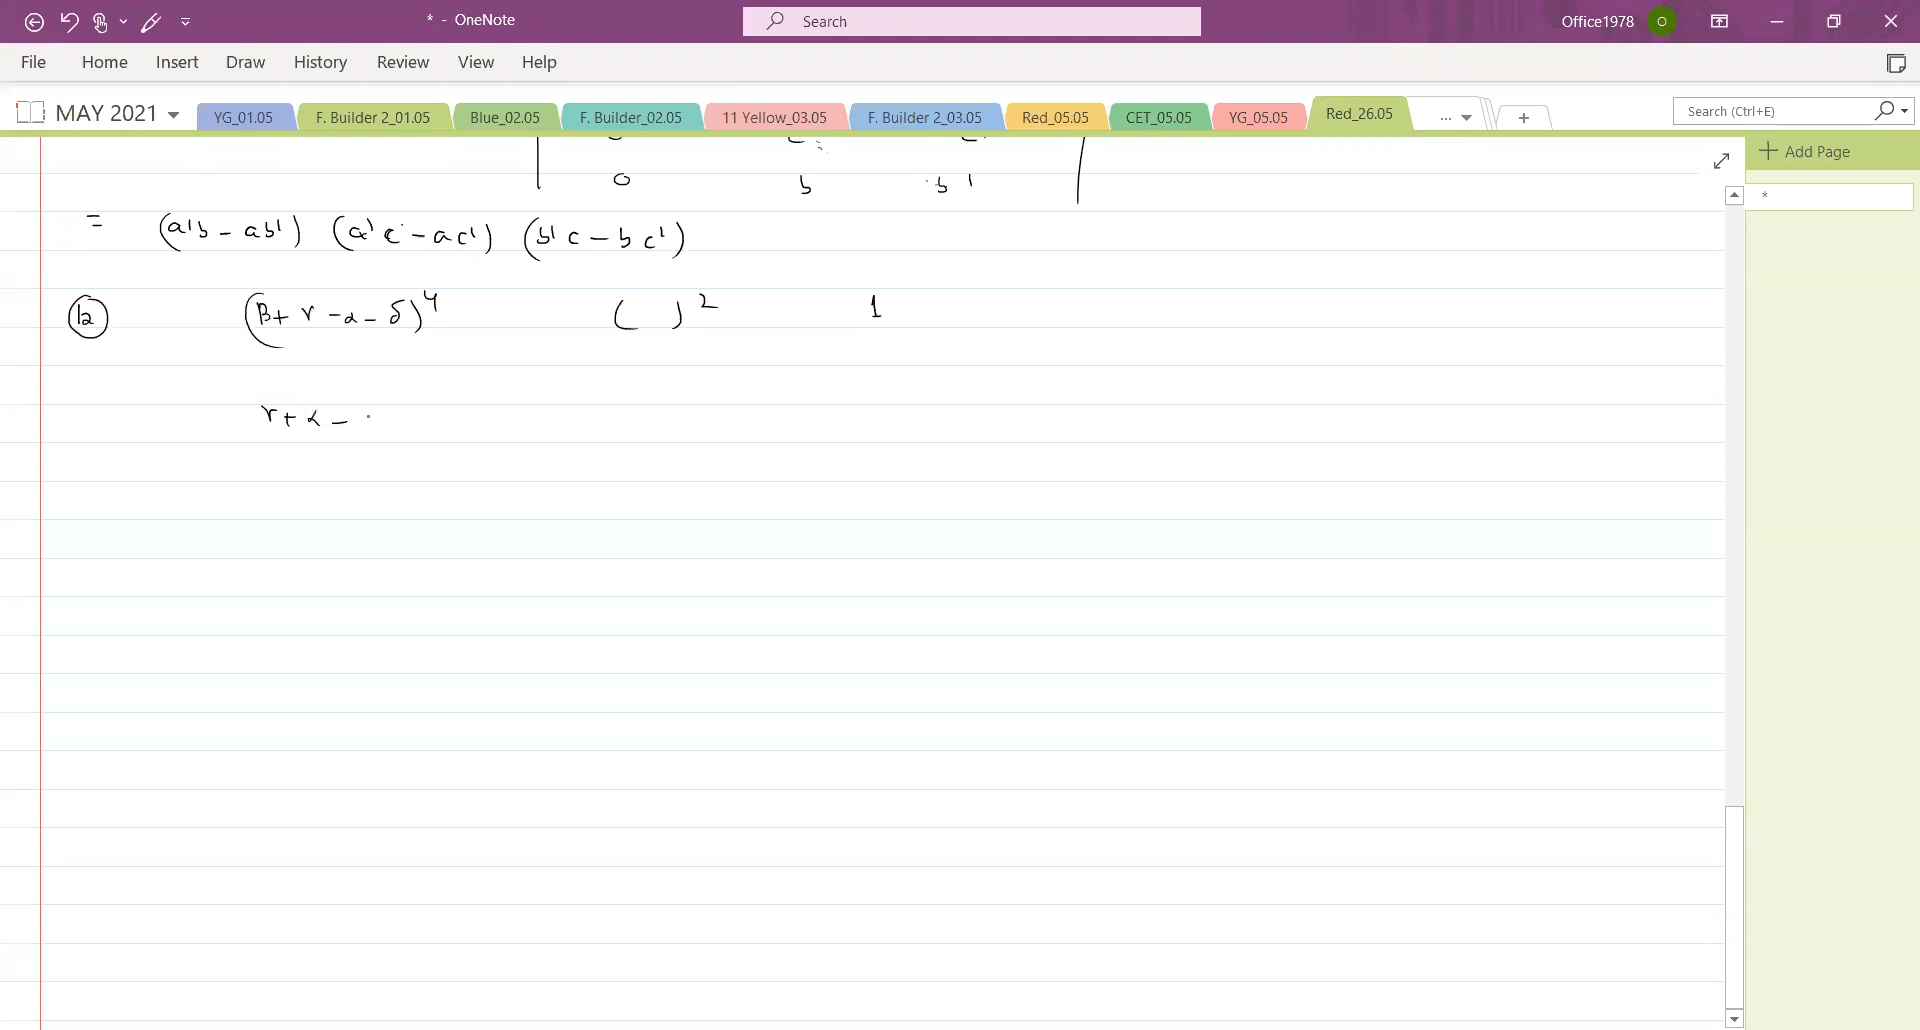 * - OneNote
Search
Office1978
O
File Home Insert Draw History Review View Help
MAY 2021
YG_01.05 F. Builder 2_01.05 Blue_02.05 F. Builder_02.05 11 Yellow_03.05 F. Builder 2_03.05 Red_05.05 CET_05.05 YG_05.05 Red_26.05 ... +
Search (Ctrl+E)
+ Add Page
*
0 b b'
= (a'b - ab') (a'c - ac') (b'c - bc')
12 (β + γ - α - δ)^4 ( )^2 1
γ + α -